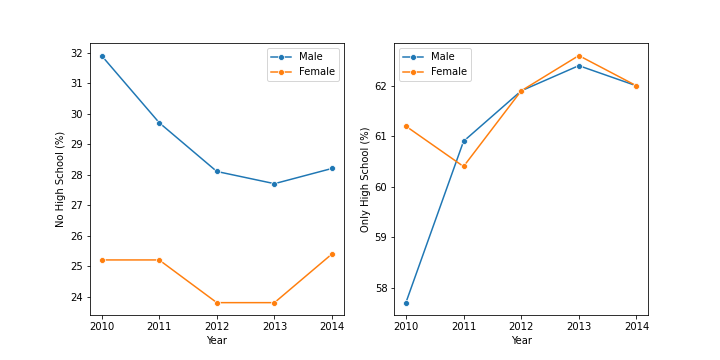 32
31
30
29
28
27
26
25
24
No High School (%)
2010 2011 2012 2013 2014
Year
Male
Female
62
61
60
59
58
Only High School (%)
2010 2011 2012 2013 2014
Year
Male
Female